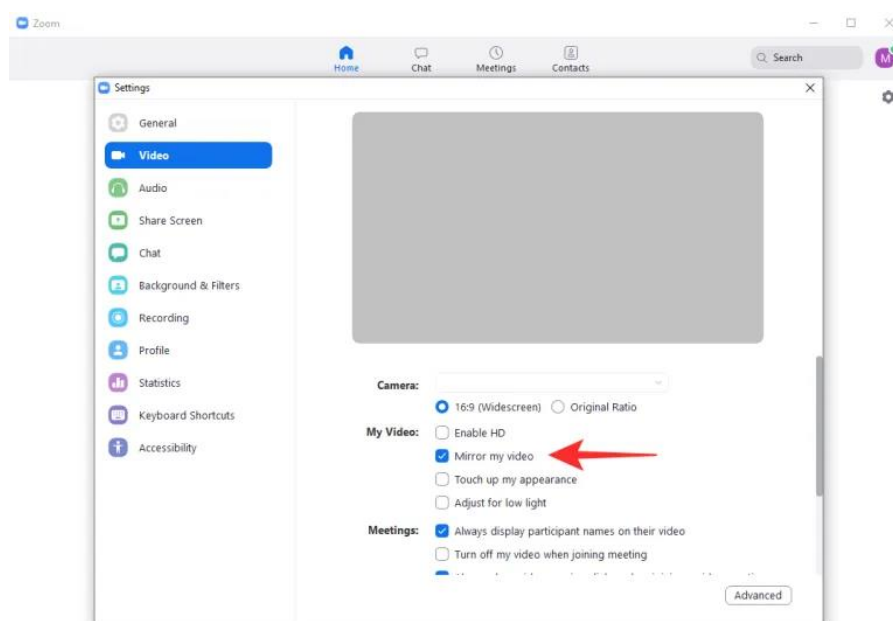 Zoom
Home Chat Meetings Contacts Search M
Settings
General
Video
Audio
Share Screen
Chat
Background & Filters
Recording
Profile
Statistics
Keyboard Shortcuts
Accessibility
Camera:
16:9 (Widescreen) Original Ratio
My Video: Enable HD
Mirror my video
Touch up my appearance
Adjust for low light
Meetings: Always display participant names on their video
Turn off my video when joining meeting
Advanced